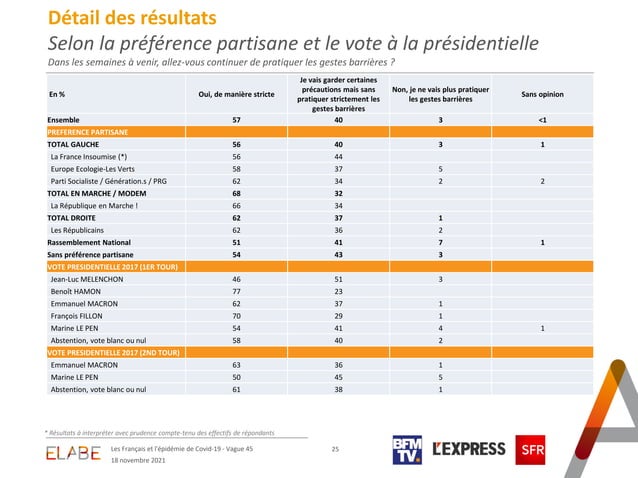 Détail des résultats
Selon la préférence partisane et le vote à la présidentielle
Dans les semaines à venir, allez-vous continuer de pratiquer les gestes barrières ?
En % Oui, de manière stricte Je vais garder certaines précautions mais sans pratiquer strictement les gestes barrières Non, je ne vais plus pratiquer les gestes barrières Sans opinion
Ensemble 57 40 3 <1
PREFERENCE PARTISANE
TOTAL GAUCHE 56 40 3 1
La France Insoumise (*) 56 44
Europe Ecologie-Les Verts 58 37 5
Parti Socialiste / Génération.s / PRG 62 34 2 2
TOTAL EN MARCHE / MODEM 68 32
La République en Marche ! 66 34
TOTAL DROITE 62 37 1
Les Républicains 62 36 2
Rassemblement National 51 41 7 1
Sans préférence partisane 54 43 3
VOTE PRESIDENTIELLE 2017 (1ER TOUR)
Jean-Luc MELENCHON 46 51 3
Benoît HAMON 77 23
Emmanuel MACRON 62 37 1
François FILLON 70 29 1
Marine LE PEN 54 41 4 1
Abstention, vote blanc ou nul 58 40 2
VOTE PRESIDENTIELLE 2017 (2ND TOUR)
Emmanuel MACRON 63 36 1
Marine LE PEN 50 45 5
Abstention, vote blanc ou nul 61 38 1
* Résultats à interpréter avec prudence compte-tenu des effectifs de répondants
ELABE
Les Français et l'épidémie de Covid-19 - Vague 45
18 novembre 2021
25
BFM TV.
L'EXPRESS
SFR